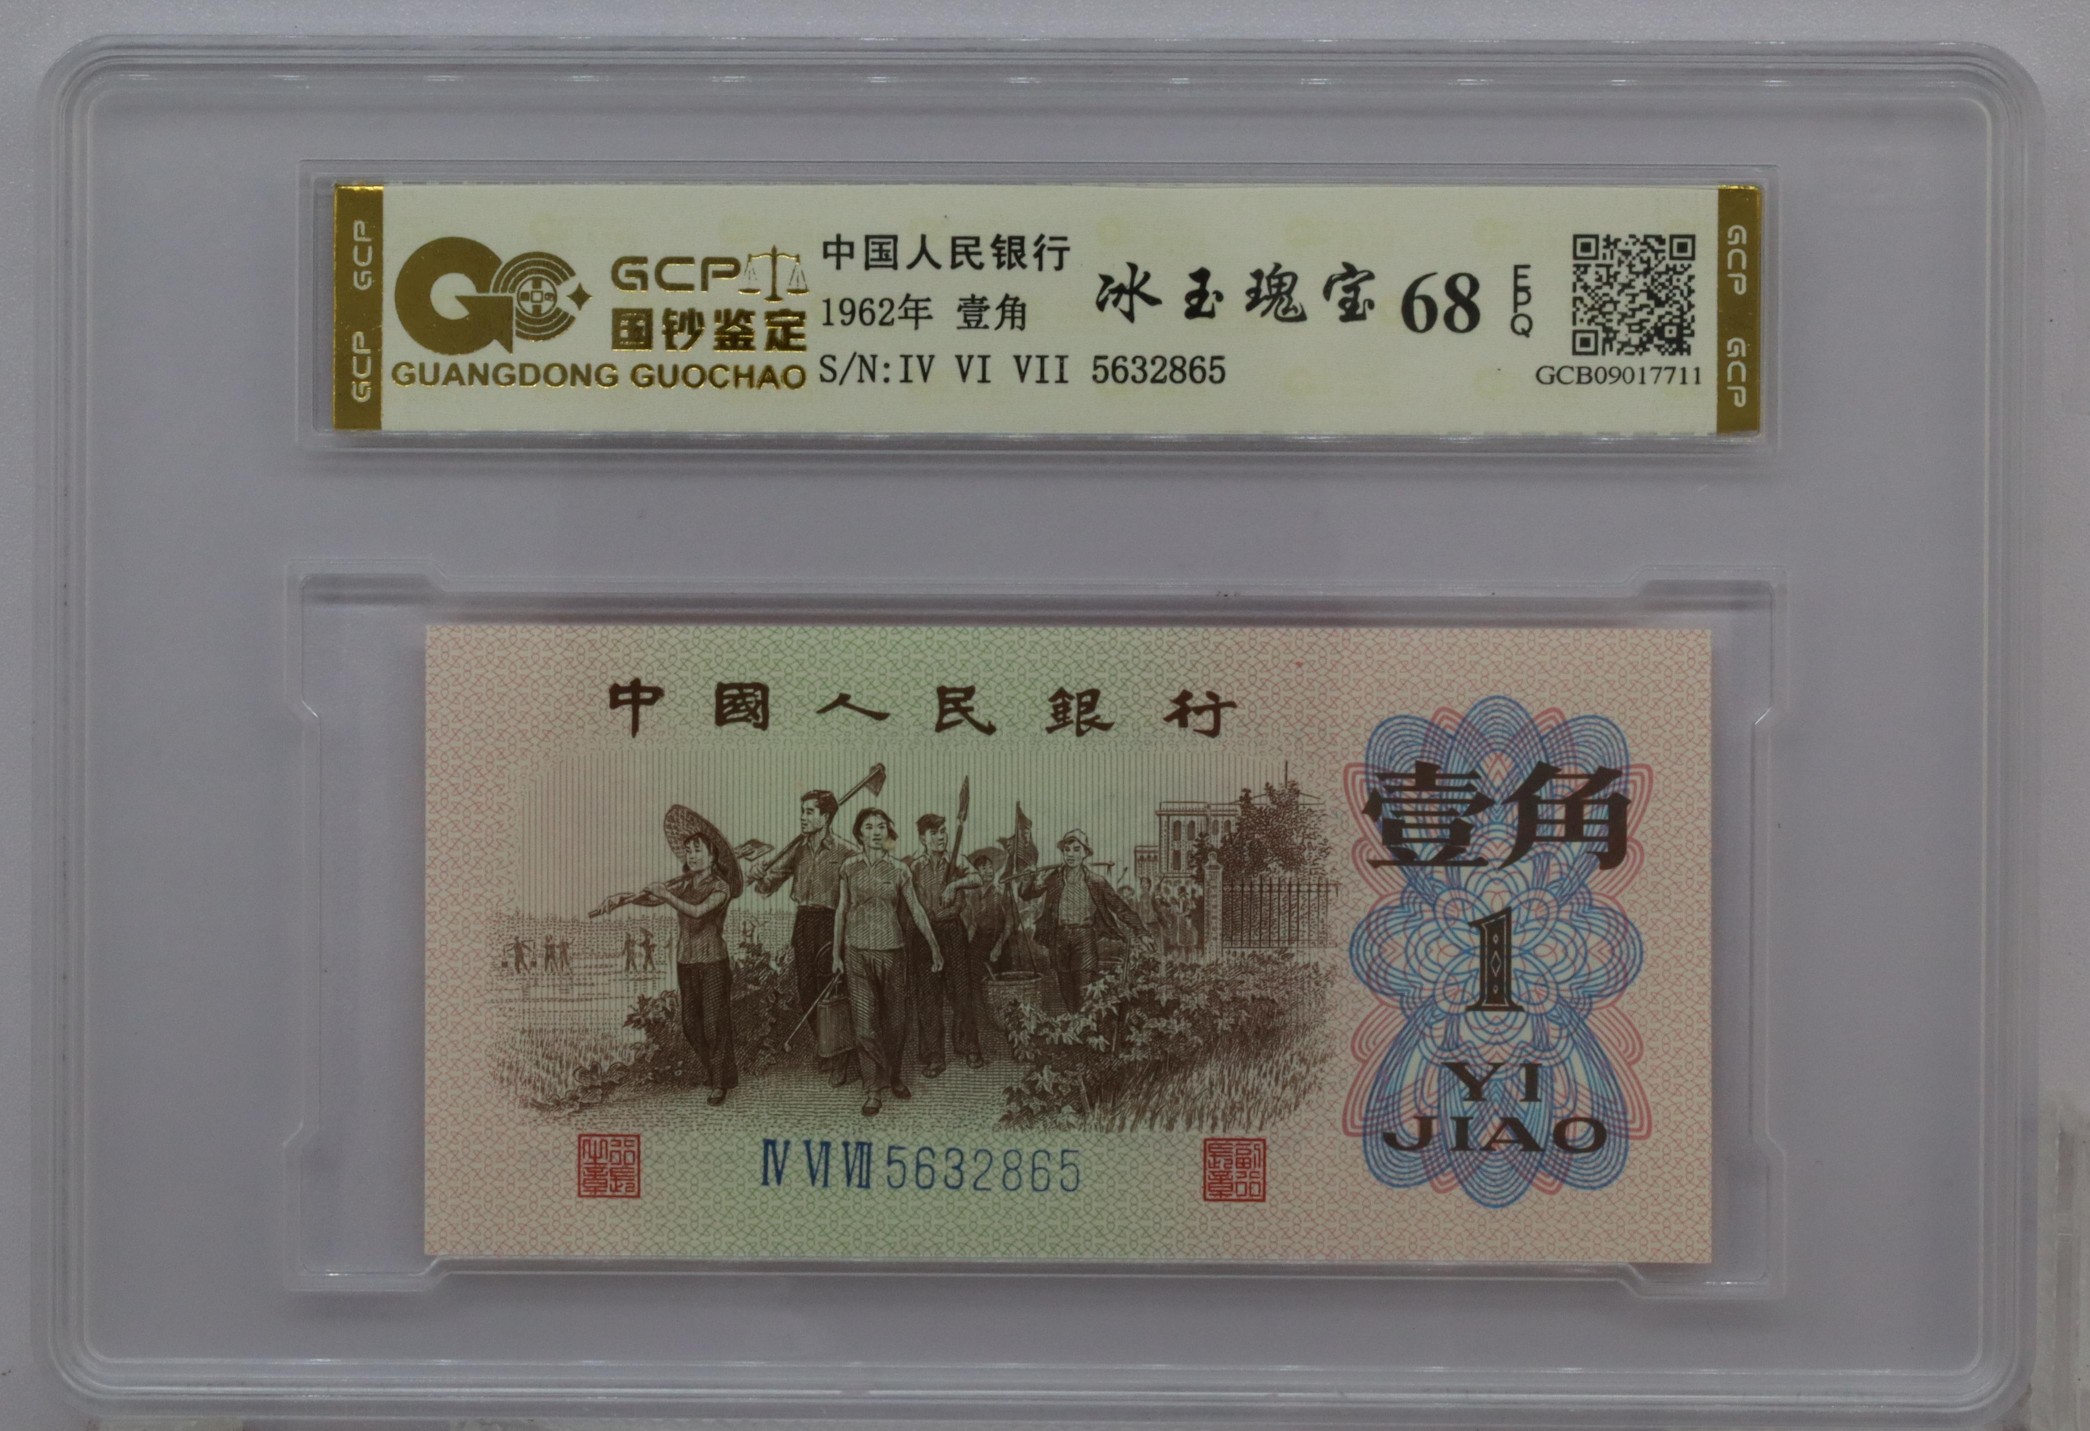 GCP GCP
GCP
国钞鉴定
GUANGDONG GUOCHAO
中国人民银行
1962年 壹角
S/N:IV VI VII 5632865
冰玉瑰宝
68
EPQ
GCB09017711
GCP GCP
中國人民銀行
壹角
1
YI
JIAO
Ⅳ Ⅵ Ⅶ 5632865